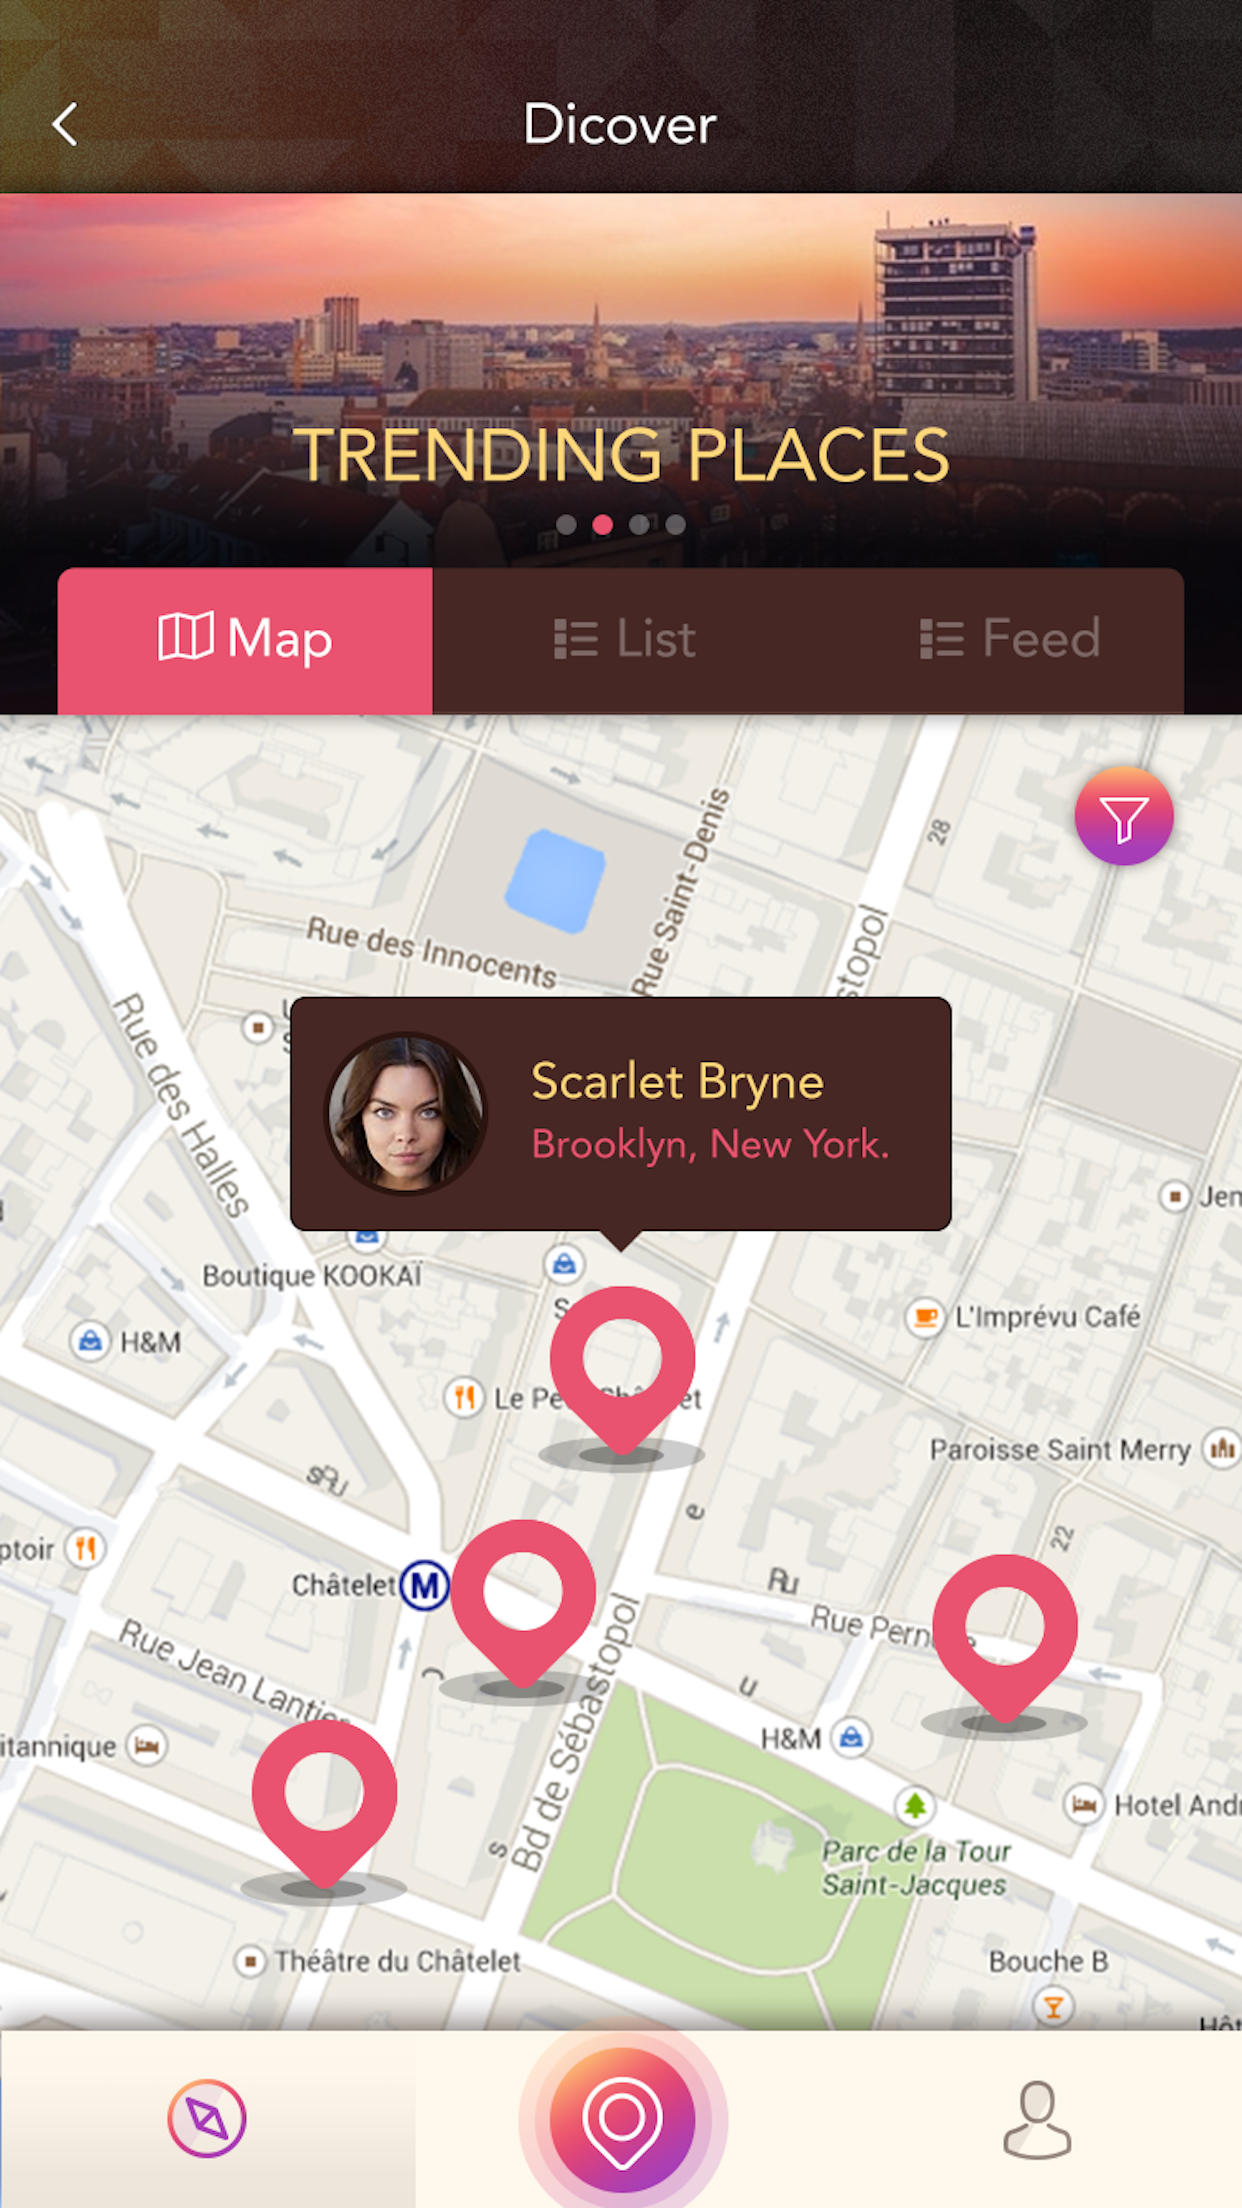 Dicover
TRENDING PLACES
Map
List
Feed
28
Rue Saint-Denis
Rue des Innocents
stopol
Rue des Halles
Scarlet Bryne
Brooklyn, New York.
Jen
Boutique KOOKAÏ
H&M
L'Imprévu Café
Le Pe
et
Paroisse Saint Merry
22
ptoir
Châtelet M
Ru
Rue Pern
Rue Jean Lantier
e
u
s
Bd de Sébastopol
H&M
itannique
Hotel Andr
Parc de la Tour
Saint-Jacques
Théâtre du Châtelet
Bouche B
Hôt